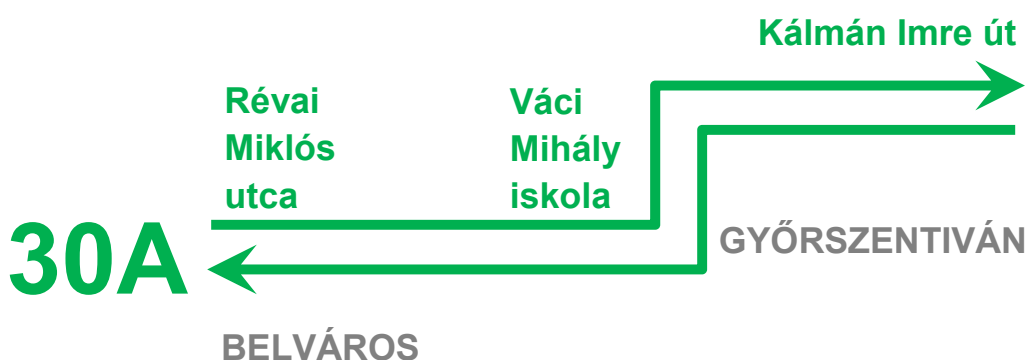 Kálmán Imre út
Révai
Miklós
utca
Váci
Mihály
iskola
30A
GYŐRSZENTIVÁN
BELVÁROS